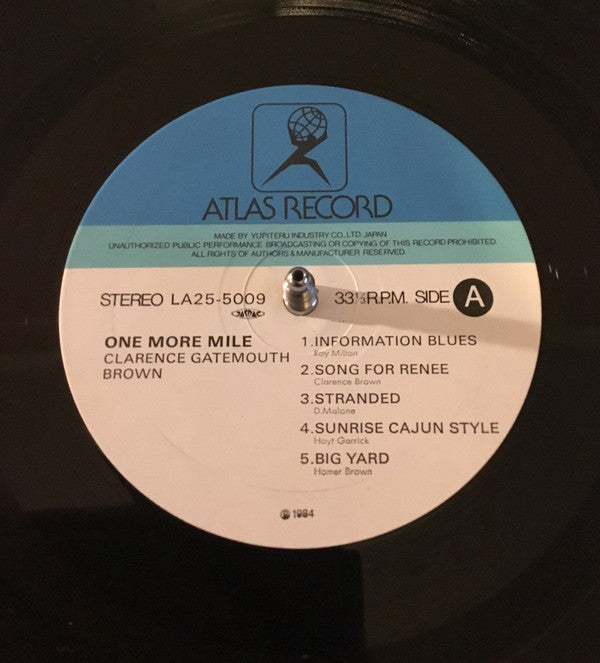 ATLAS RECORD
MADE BY YUPITERU INDUSTRY CO., LTD. JAPAN
UNAUTHORIZED PUBLIC PERFORMANCE. BROADCASTING OR COPYING OF THIS RECORD PROHIBITED.
ALL RIGHTS OF AUTHORS & MANUFACTURER RESERVED.
STEREO LA25-5009
JASRAC
33⅓R.P.M. SIDE A
ONE MORE MILE
CLARENCE GATEMOUTH
BROWN
1.INFORMATION BLUES
Roy Milton
2.SONG FOR RENEE
Clarence Brown
3.STRANDED
D.Malone
4.SUNRISE CAJUN STYLE
Hoyt Garrick
5.BIG YARD
Homer Brown
℗ 1984